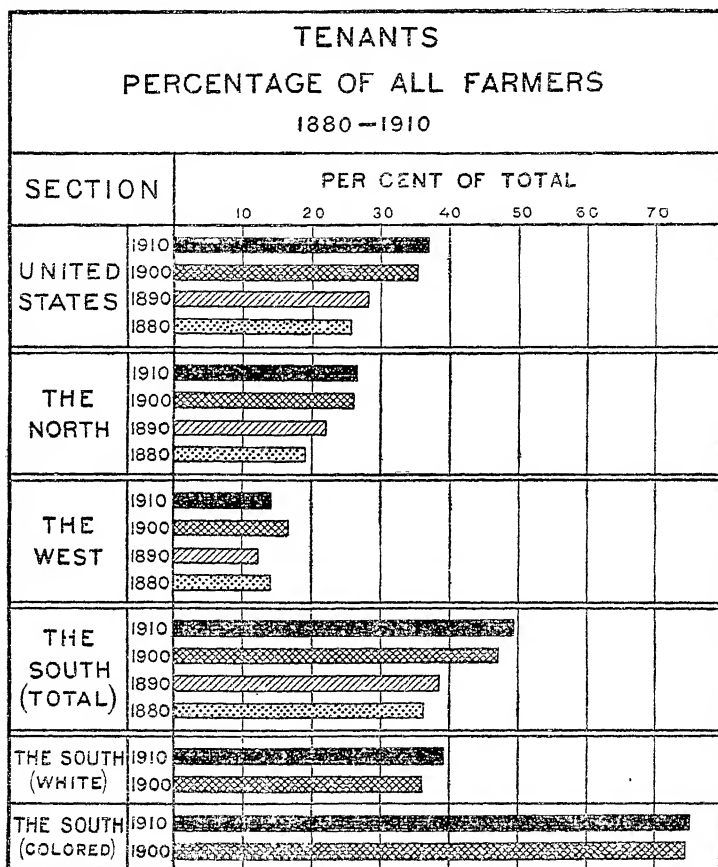 TENANTS
PERCENTAGE OF ALL FARMERS
1880-1910
SECTION
PER CENT OF TOTAL
10 20 30 40 50 60 70
UNITED STATES
1910
1900
1890
1880
THE NORTH
1910
1900
1890
1880
THE WEST
1910
1900
1890
1880
THE SOUTH (TOTAL)
1910
1900
1890
1880
THE SOUTH (WHITE)
1910
1900
THE SOUTH (COLORED)
1910
1900